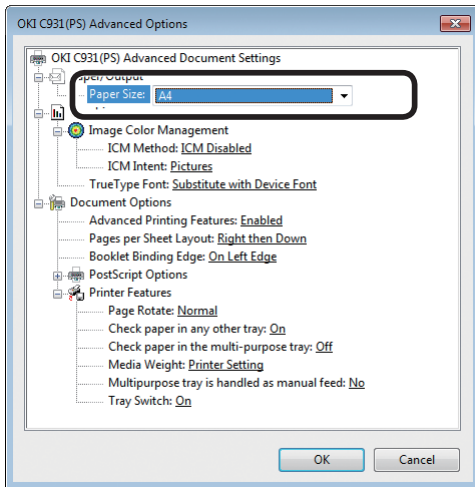 OKI C931(PS) Advanced Options
OKI C931(PS) Advanced Document Settings
Paper Size: A4
Image Color Management
ICM Method: ICM Disabled
ICM Intent: Pictures
TrueType Font: Substitute with Device Font
Document Options
Advanced Printing Features: Enabled
Pages per Sheet Layout: Right then Down
Booklet Binding Edge: On Left Edge
PostScript Options
Printer Features
Page Rotate: Normal
Check paper in any other tray: On
Check paper in the multi-purpose tray: Off
Media Weight: Printer Setting
Multipurpose tray is handled as manual feed: No
Tray Switch: On
OK Cancel